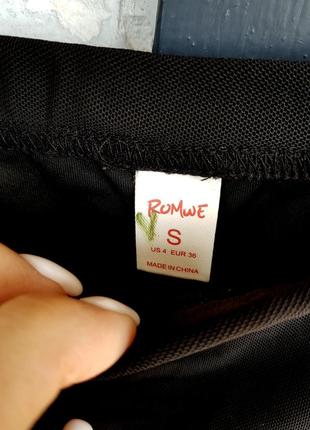 ROMWE
S
US 4 EUR 36
MADE IN CHINA